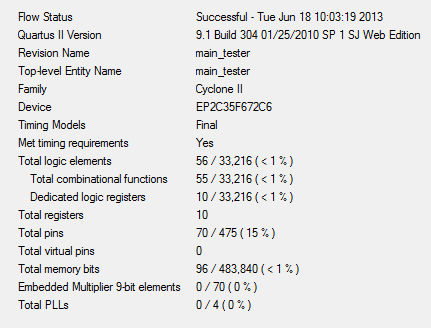 Flow Status Successful - Tue Jun 18 10:03:19 2013
Quartus II Version 9.1 Build 304 01/25/2010 SP 1 SJ Web Edition
Revision Name main_tester
Top-level Entity Name main_tester
Family Cyclone II
Device EP2C35F672C6
Timing Models Final
Met timing requirements Yes
Total logic elements 56 / 33,216 ( < 1 % )
Total combinational functions 55 / 33,216 ( < 1 % )
Dedicated logic registers 10 / 33,216 ( < 1 % )
Total registers 10
Total pins 70 / 475 ( 15 % )
Total virtual pins 0
Total memory bits 96 / 483,840 ( < 1 % )
Embedded Multiplier 9-bit elements 0 / 70 ( 0 % )
Total PLLs 0 / 4 ( 0 % )